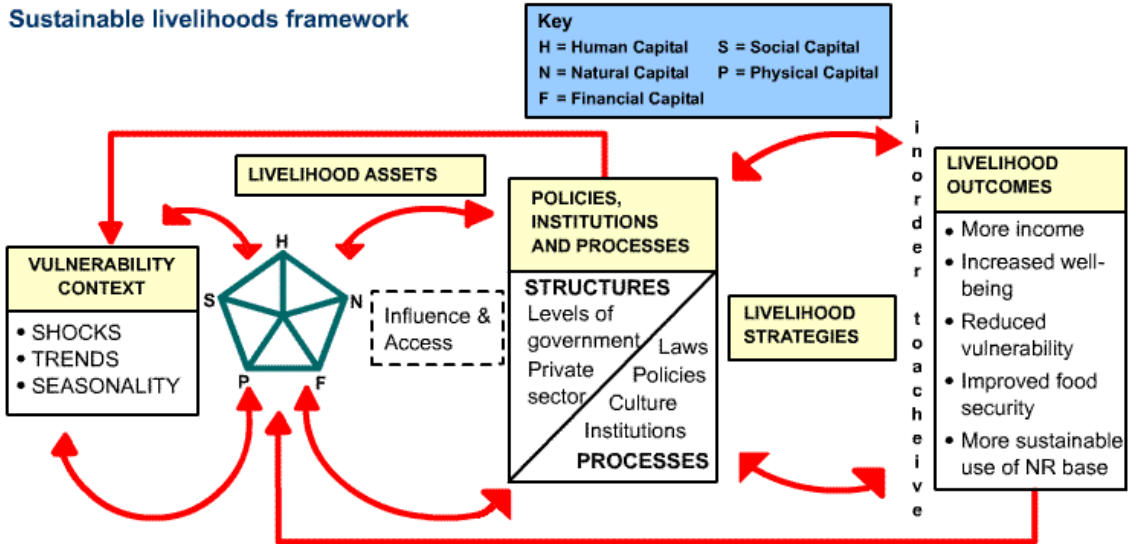 Sustainable livelihoods framework
Key
H = Human Capital S = Social Capital
N = Natural Capital P = Physical Capital
F = Financial Capital
LIVELIHOOD ASSETS
VULNERABILITY
CONTEXT
• SHOCKS
• TRENDS
• SEASONALITY
H
S
N
P
F
Influence &
Access
POLICIES,
INSTITUTIONS
AND PROCESSES
STRUCTURES
Levels of
government
Private
sector
Laws
Policies
Culture
Institutions
PROCESSES
LIVELIHOOD
STRATEGIES
inorder toacheive
LIVELIHOOD
OUTCOMES
• More income
• Increased well-
being
• Reduced
vulnerability
• Improved food
security
• More sustainable
use of NR base